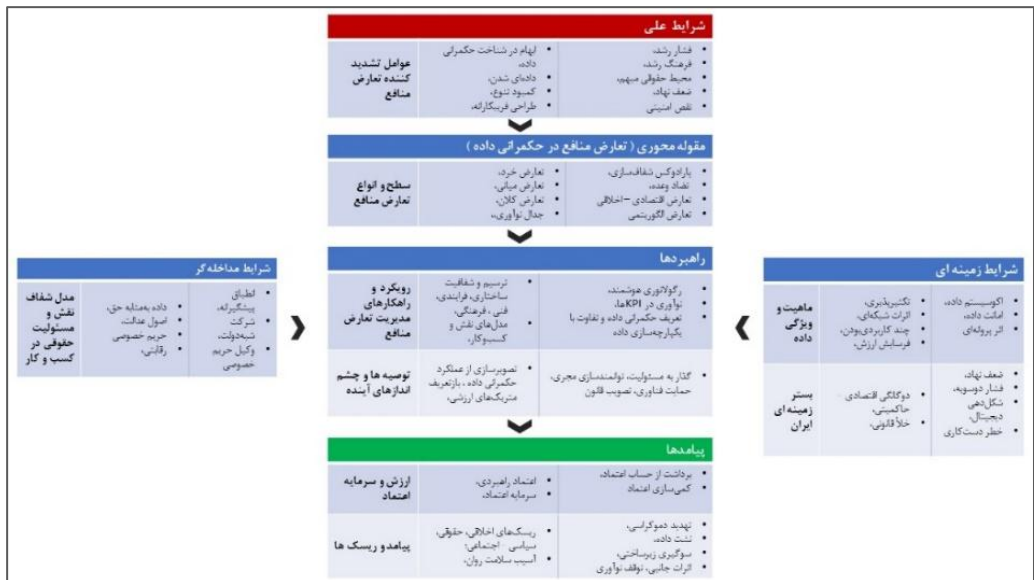 شرایط علی
عوامل تشدید
کننده تعارض
منافع
ابهام در شناخت حکمرانی
داده،
داده‌ای شدن،
کمبود تنوع،
طراحی فریبکارانه،
فشار رشد،
فرهنگ رشد،
محیط حقوقی مبهم،
ضعف نهاد،
نقص امنیتی
مقوله محوری ( تعارض منافع در حکمرانی داده )
سطح و انواع
تعارض منافع
تعارض خرد،
تعارض میانی،
تعارض کلان،
جدال نوآوری،
پارادوکس شفاف‌سازی،
تضاد وعده،
تعارض اقتصادی –اخلاقی
تعارض الگوریتمی
راهبردها
رویکرد و
راهکارهای
مدیریت تعارض
منافع
ترسیم و شفافیت
ساختاری، فرایندی،
فنی ، فرهنگی،
مدل‌های نقش و
کسب‌وکار،
رگولاتوری هوشمند،
نوآوری در KPIها،
تعریف حکمرانی داده و تفاوت با
یکپارچه‌سازی داده
توصیه ها و چشم
اندازهای آینده
تصویرسازی از عملکرد
حکمرانی داده ، بازتعریف
متریک‌های ارزشی،
گذار به مسئولیت، توانمندسازی مجری،
حمایت فناوری، تصویب قانون
پیامدها
ارزش و سرمایه
اعتماد
اعتماد راهبردی،
سرمایه اعتماد،
برداشت از حساب اعتماد،
کمی‌سازی اعتماد
پیامد و ریسک ها
ریسک‌های اخلاقی، حقوقی،
سیاسی - اجتماعی؛
آسیب سلامت روان،
تهدید دموکراسی،
نشت داده،
سوگیری زیرساختی،
اثرات جانبی، توقف نوآوری
شرایط زمینه ای
ماهیت و
ویژگی
داده
تکثیرپذیری،
اثرات شبکه‌ای،
چند کاربردی‌بودن،
فرسایش ارزش،
اکوسیستم داده،
امانت داده،
اثر پروانه‌ای
بستر
زمینه ای
ایران
دوگانگی اقتصادی -
حاکمیتی،
خلأ قانونی،
ضعف نهاد،
فشار دوسویه،
شکل‌دهی
دیجیتال،
خطر دست‌کاری
شرایط مداخله‌گر
مدل شفاف
نقش و
مسئولیت
حقوقی در
کسب و کار
داده به‌مثابه حق،
اصول عدالت،
حریم خصوصی
رقابتی،
انطباق
پیشگیرانه،
شرکت
شبه‌دولت،
وکیل حریم
خصوصی